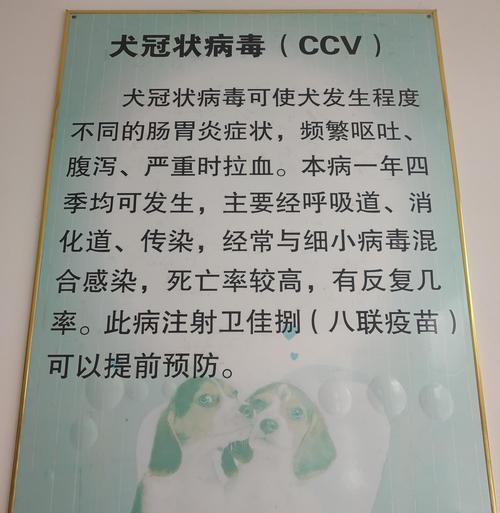 犬冠状病毒（CCV）
犬冠状病毒可使犬发生程度
不同的肠胃炎症状，频繁呕吐、
腹泻、严重时拉血。本病一年四
季均可发生，主要经呼吸道、消
化道、传染，经常与细小病毒混
合感染，死亡率较高，有反复几
率。此病注射卫佳捌（八联疫苗）
可以提前预防。